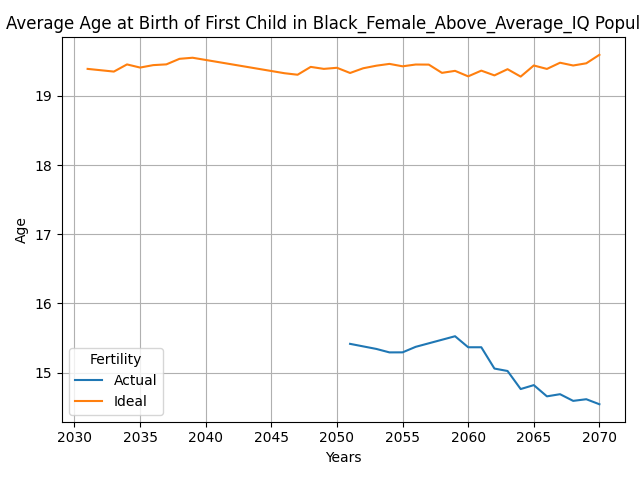 Average Age at Birth of First Child in Black_Female_Above_Average_IQ Popul
19
18
17
16
15
Age
Fertility
Actual
Ideal
2030 2035 2040 2045 2050 2055 2060 2065 2070
Years